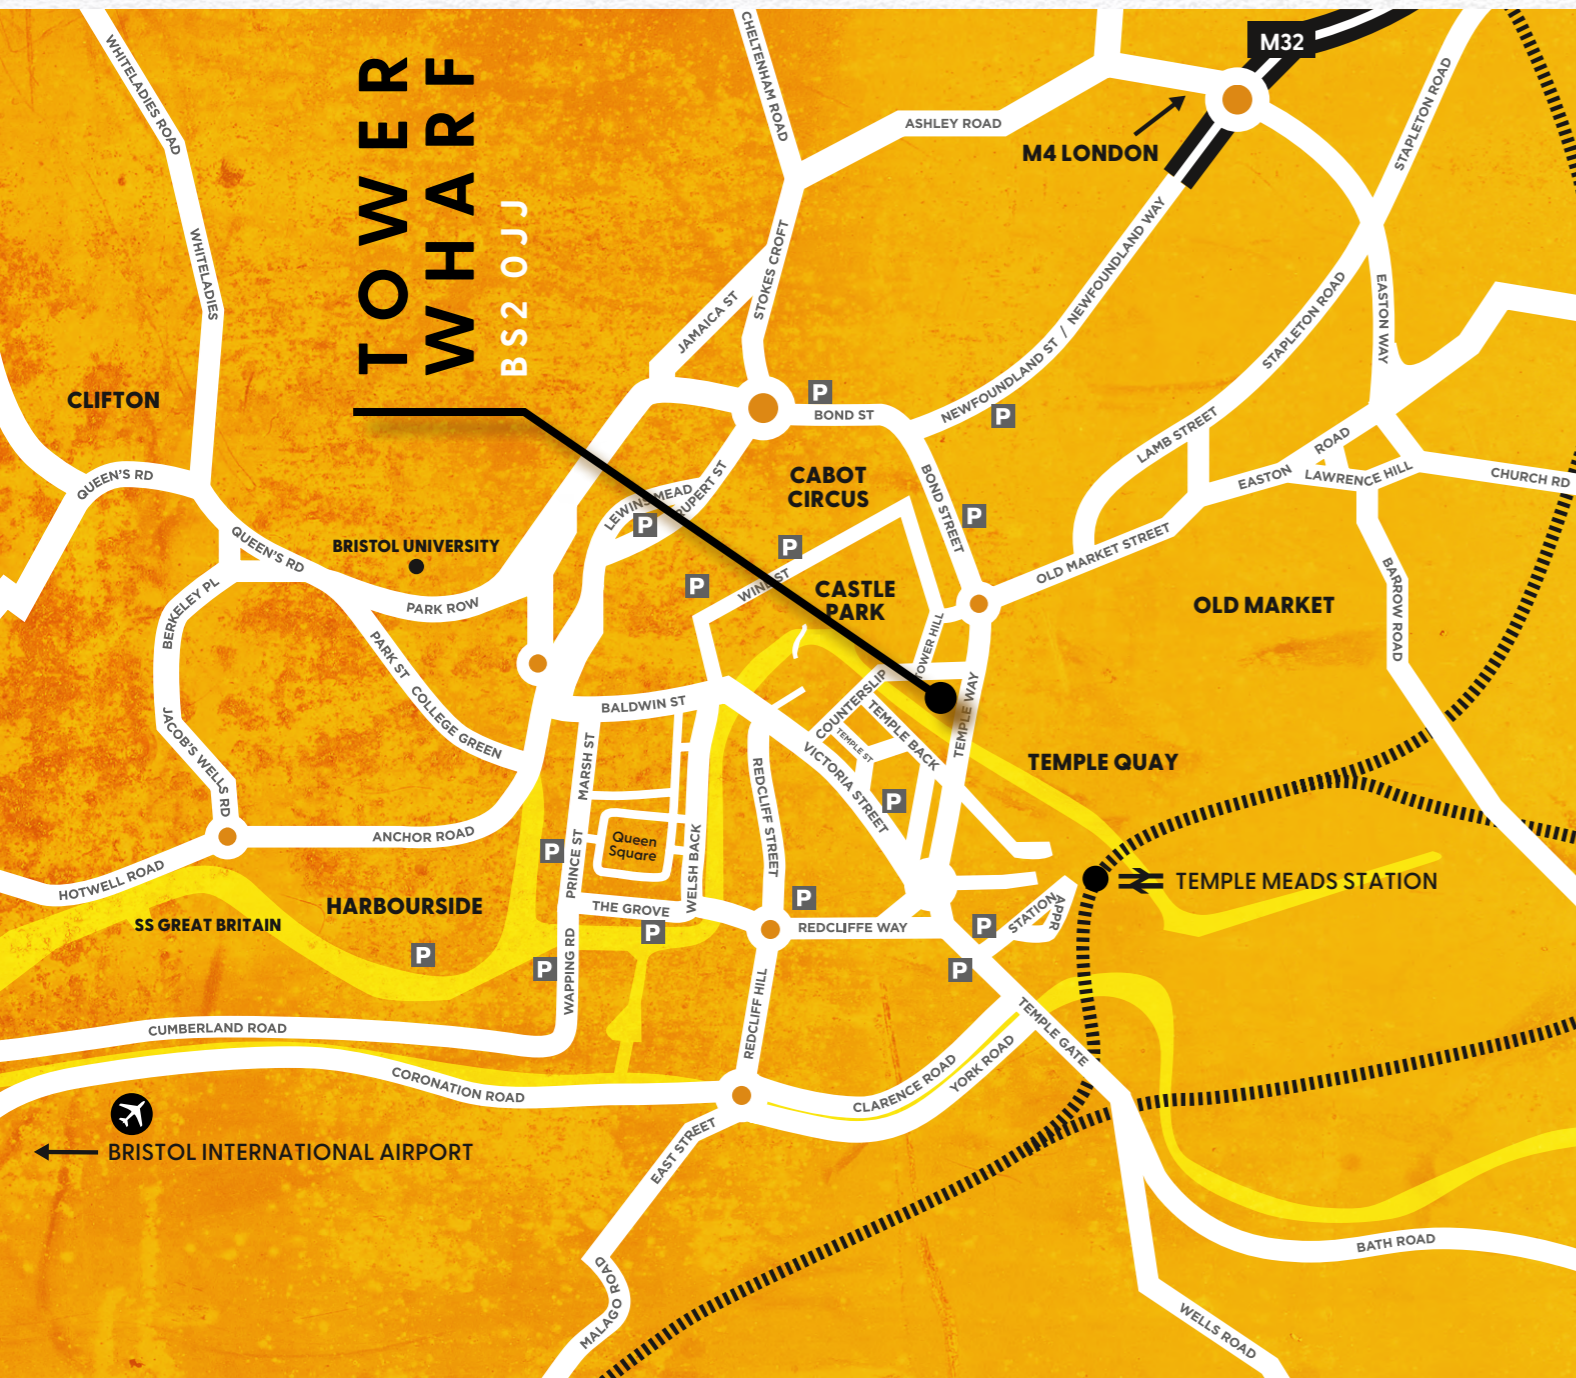 TOWER
WHARF
BS2 0JJ
M32
M4 LONDON
WHITELADIES ROAD
WHITELADIES
CHELTENHAM ROAD
ASHLEY ROAD
STAPLETON ROAD
STOKES CROFT
JAMAICA ST
NEWFOUNDLAND ST / NEWFOUNDLAND WAY
STAPLETON ROAD
EASTON WAY
CLIFTON
P
BOND ST
P
LAMB STREET
EASTON
ROAD
LAWRENCE HILL
CHURCH RD
QUEEN'S RD
QUEEN'S RD
LEWINS MEAD
RUPERT ST
P
CABOT
CIRCUS
BOND STREET
P
BRISTOL UNIVERSITY
P
P
WINE ST
CASTLE
PARK
OLD MARKET STREET
OLD MARKET
BARROW ROAD
BERKELEY PL
PARK ROW
PARK ST
COLLEGE GREEN
TOWER HILL
JACOB'S WELLS RD
BALDWIN ST
COUNTERSLIP
TEMPLE BACK
TEMPLE ST
TEMPLE WAY
TEMPLE QUAY
MARSH ST
REDCLIFF STREET
VICTORIA STREET
P
ANCHOR ROAD
Queen
Square
P
PRINCE ST
WELSH BACK
HOTWELL ROAD
TEMPLE MEADS STATION
HARBOURSIDE
SS GREAT BRITAIN
THE GROVE
P
P
REDCLIFFE WAY
P
STATION
APPR
P
P
P
WAPPING RD
REDCLIFF HILL
CUMBERLAND ROAD
CORONATION ROAD
TEMPLE GATE
CLARENCE ROAD
YORK ROAD
BRISTOL INTERNATIONAL AIRPORT
EAST STREET
MALAGO ROAD
BATH ROAD
WELLS ROAD